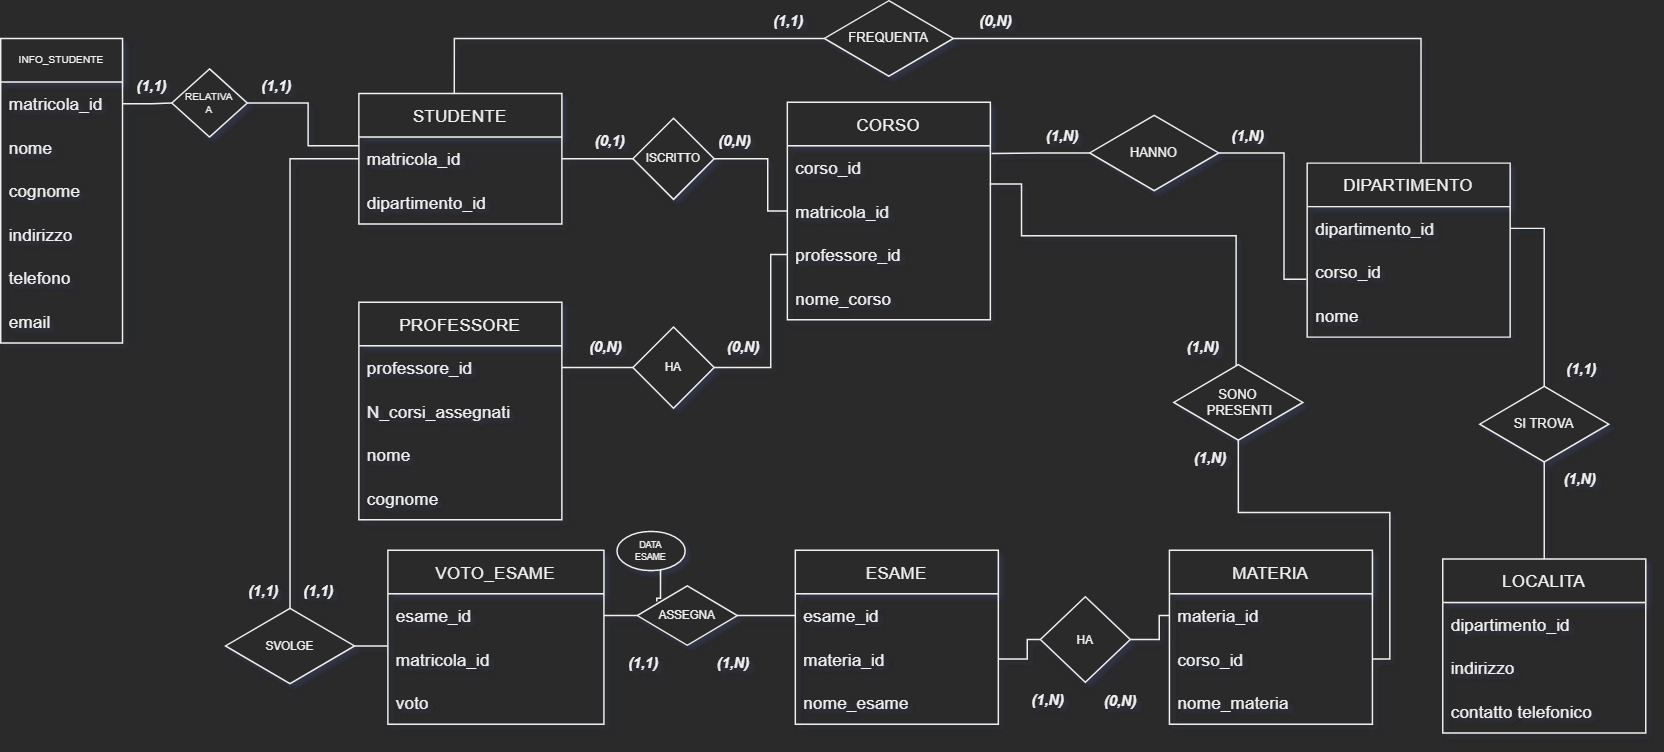 (1,1)
FREQUENTA
(0,N)
INFO_STUDENTE
matricola_id
nome
cognome
indirizzo
telefono
email
(1,1)
RELATIVA
A
(1,1)
STUDENTE
matricola_id
dipartimento_id
(0,1)
ISCRITTO
(0,N)
CORSO
corso_id
matricola_id
professore_id
nome_corso
(1,N)
HANNO
(1,N)
DIPARTIMENTO
dipartimento_id
corso_id
nome
PROFESSORE
professore_id
N_corsi_assegnati
nome
cognome
(0,N)
HA
(0,N)
(1,N)
SONO
PRESENTI
(1,N)
(1,1)
SI TROVA
(1,N)
(1,1)
(1,1)
SVOLGE
VOTO_ESAME
esame_id
matricola_id
voto
DATA
ESAME
ASSEGNA
(1,1)
(1,N)
ESAME
esame_id
materia_id
nome_esame
HA
(1,N)
(0,N)
MATERIA
materia_id
corso_id
nome_materia
LOCALITA
dipartimento_id
indirizzo
contatto telefonico